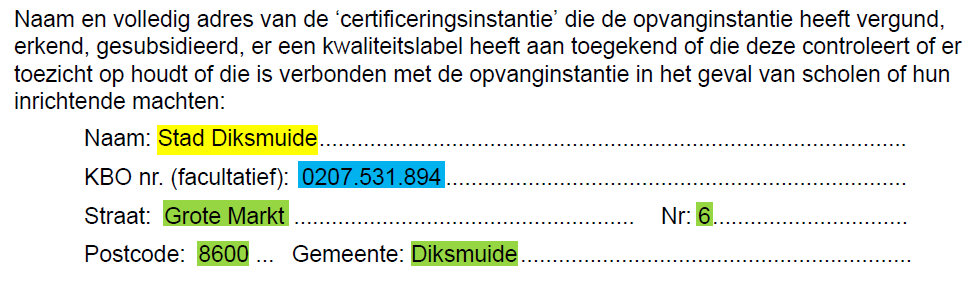 Naam en volledig adres van de ‘certificeringsinstantie’ die de opvanginstantie heeft vergund,
erkend, gesubsidieerd, er een kwaliteitslabel heeft aan toegekend of die deze controleert of er
toezicht op houdt of die is verbonden met de opvanginstantie in het geval van scholen of hun
inrichtende machten:
Naam: Stad Diksmuide..........................................................................................
KBO nr. (facultatief): 0207.531.894......................................................................
Straat: Grote Markt .................................................... Nr: 6..............................
Postcode: 8600 ... Gemeente: Diksmuide............................................................